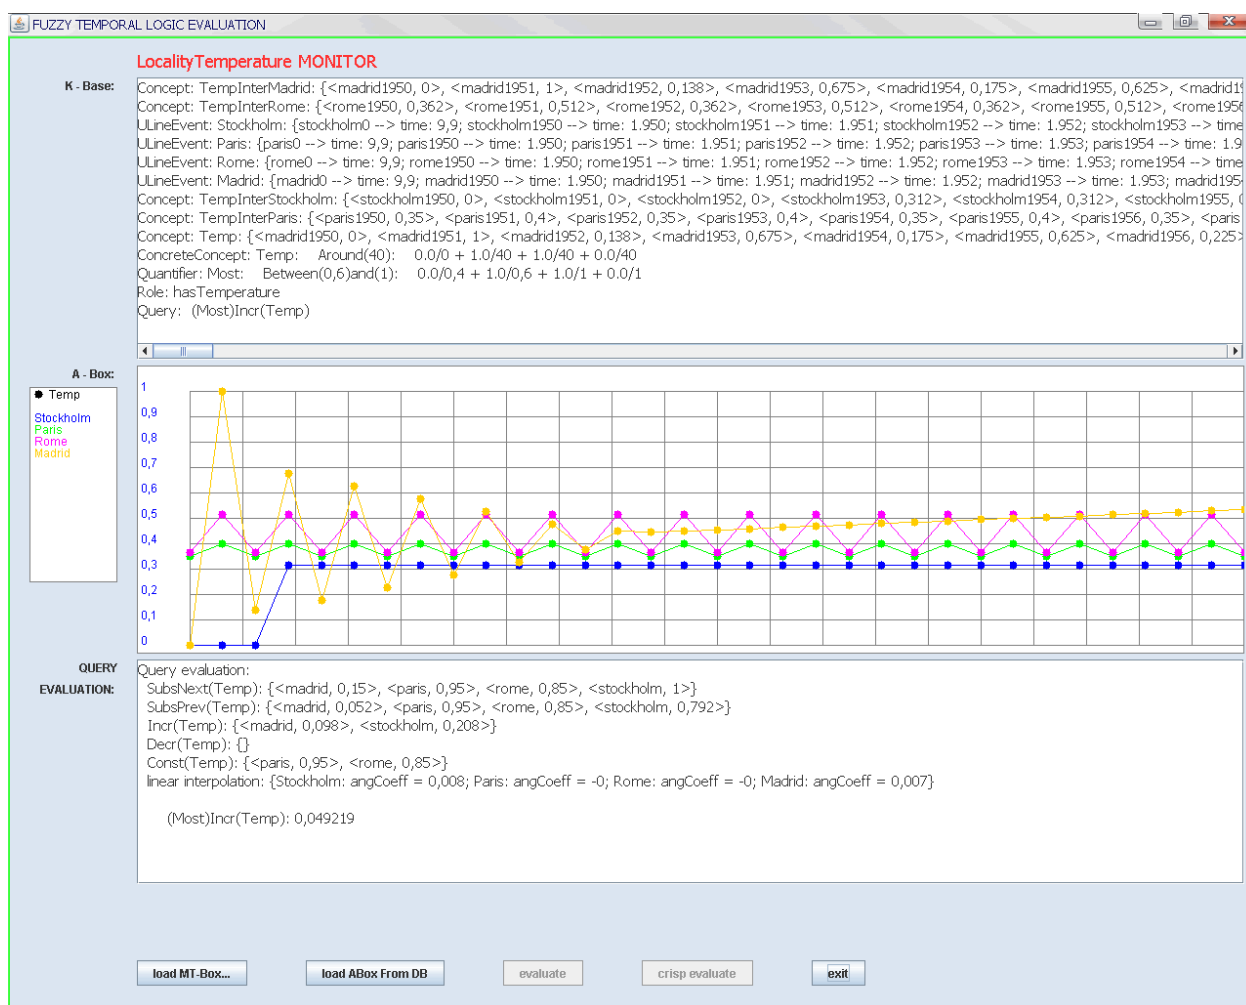 FUZZY TEMPORAL LOGIC EVALUATION
LocalityTemperature MONITOR
K - Base:
Concept: TempInterMadrid: {<madrid1950, 0>, <madrid1951, 1>, <madrid1952, 0,138>, <madrid1953, 0,675>, <madrid1954, 0,175>, <madrid1955, 0,625>, <madrid19
Concept: TempInterRome: {<rome1950, 0,362>, <rome1951, 0,512>, <rome1952, 0,362>, <rome1953, 0,512>, <rome1954, 0,362>, <rome1955, 0,512>, <rome1956
ULineEvent: Stockholm: {stockholm0 --> time: 9,9; stockholm1950 --> time: 1.950; stockholm1951 --> time: 1.951; stockholm1952 --> time: 1.952; stockholm1953 --> time
ULineEvent: Paris: {paris0 --> time: 9,9; paris1950 --> time: 1.950; paris1951 --> time: 1.951; paris1952 --> time: 1.952; paris1953 --> time: 1.953; paris1954 --> time: 1.9
ULineEvent: Rome: {rome0 --> time: 9,9; rome1950 --> time: 1.950; rome1951 --> time: 1.951; rome1952 --> time: 1.952; rome1953 --> time: 1.953; rome1954 --> time
ULineEvent: Madrid: {madrid0 --> time: 9,9; madrid1950 --> time: 1.950; madrid1951 --> time: 1.951; madrid1952 --> time: 1.952; madrid1953 --> time: 1.953; madrid195
Concept: TempInterStockholm: {<stockholm1950, 0>, <stockholm1951, 0>, <stockholm1952, 0>, <stockholm1953, 0,312>, <stockholm1954, 0,312>, <stockholm1955, 0
Concept: TempInterParis: {<paris1950, 0,35>, <paris1951, 0,4>, <paris1952, 0,35>, <paris1953, 0,4>, <paris1954, 0,35>, <paris1955, 0,4>, <paris1956, 0,35>, <paris
Concept: Temp: {<madrid1950, 0>, <madrid1951, 1>, <madrid1952, 0,138>, <madrid1953, 0,675>, <madrid1954, 0,175>, <madrid1955, 0,625>, <madrid1956, 0,225>
ConcreteConcept: Temp: Around(40): 0.0/0 + 1.0/40 + 1.0/40 + 0.0/40
Quantifier: Most: Between(0,6)and(1): 0.0/0,4 + 1.0/0,6 + 1.0/1 + 0.0/1
Role: hasTemperature
Query: (Most)Incr(Temp)
A - Box:
Temp
Stockholm
Paris
Rome
Madrid
1
0,9
0,8
0,7
0,6
0,5
0,4
0,3
0,2
0,1
0
QUERY
EVALUATION:
Query evaluation:
SubsNext(Temp): {<madrid, 0,15>, <paris, 0,95>, <rome, 0,85>, <stockholm, 1>}
SubsPrev(Temp): {<madrid, 0,052>, <paris, 0,95>, <rome, 0,85>, <stockholm, 0,792>}
Incr(Temp): {<madrid, 0,098>, <stockholm, 0,208>}
Decr(Temp): {}
Const(Temp): {<paris, 0,95>, <rome, 0,85>}
linear interpolation: {Stockholm: angCoeff = 0,008; Paris: angCoeff = -0; Rome: angCoeff = -0; Madrid: angCoeff = 0,007}
(Most)Incr(Temp): 0,049219
load MT-Box...
load ABox From DB
evaluate
crisp evaluate
exit